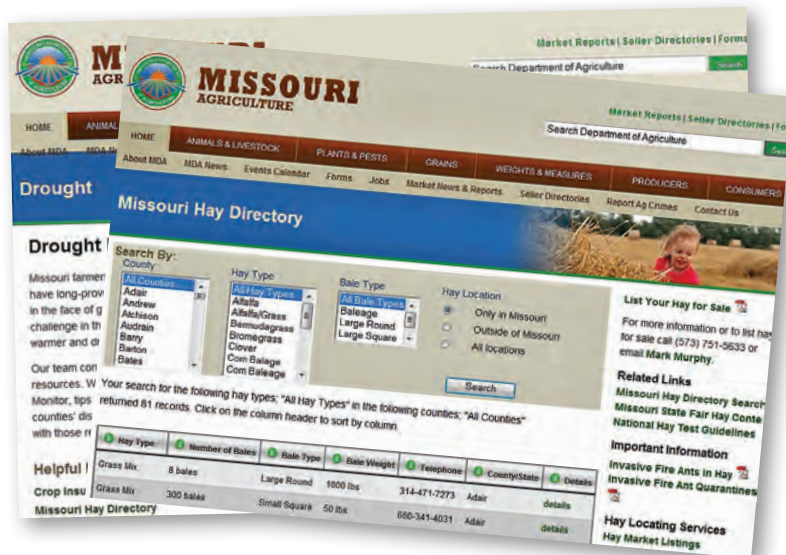 Market Reports | Seller Directories | Forms
M RI
AGR
Search Department of Agriculture
Search
HOME ANIMAL
About MDA MDA N
Drought
Drought
Missouri farmer
have long-prov
in the face of g
challenge in th
warmer and dr
Our team con
resources. W
Monitor, tips
counties' dis
with those r
Helpful
Crop Insu
Missouri Hay Directory
MISSOURI
AGRICULTURE
Market Reports | Seller Directories | Fo
Search Department of Agriculture
Sea
HOME ANIMALS & LIVESTOCK PLANTS & PESTS GRAINS WEIGHTS & MEASURES PRODUCERS CONSUMERS
About MDA MDA News Events Calendar Forms Jobs Market News & Reports Seller Directories Report Ag Crimes Contact Us
Missouri Hay Directory
Search By:
County
All Counties
Adair
Andrew
Atchison
Audrain
Barry
Barton
Bates
Hay Type
All Hay Types
Alfalfa
Alfalfa/Grass
Bermudagrass
Bromegrass
Clover
Corn Balage
Corn Baleage
Bale Type
All Bale Types
Baleage
Large Round
Large Square
Hay Location
Only in Missouri
Outside of Missouri
All locations
Search
Your search for the following hay types; "All Hay Types" in the following counties; "All Counties"
returned 81 records. Click on the column header to sort by column.
Hay Type Number of Bales Bale Type Bale Weight Telephone County/State Details
Grass Mix 8 bales Large Round 1000 lbs 314-471-7273 Adair details
Grass Mix 300 bales Small Square 50 lbs 660-341-4031 Adair details
List Your Hay for Sale
For more information or to list hay
for sale call (573) 751-5633 or
email Mark Murphy.
Related Links
Missouri Hay Directory Search
Missouri State Fair Hay Conte
National Hay Test Guidelines
Important Information
Invasive Fire Ants in Hay
Invasive Fire Ant Quarantines
Hay Locating Services
Hay Market Listings